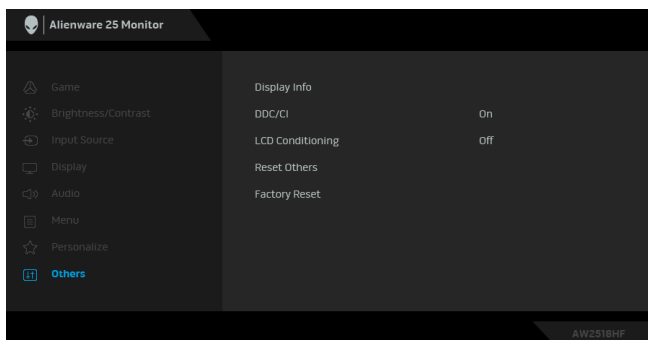 Alienware 25 Monitor
Game
Brightness/Contrast
Input Source
Display
Audio
Menu
Personalize
Others
Display Info
DDC/CI On
LCD Conditioning Off
Reset Others
Factory Reset
AW2518HF